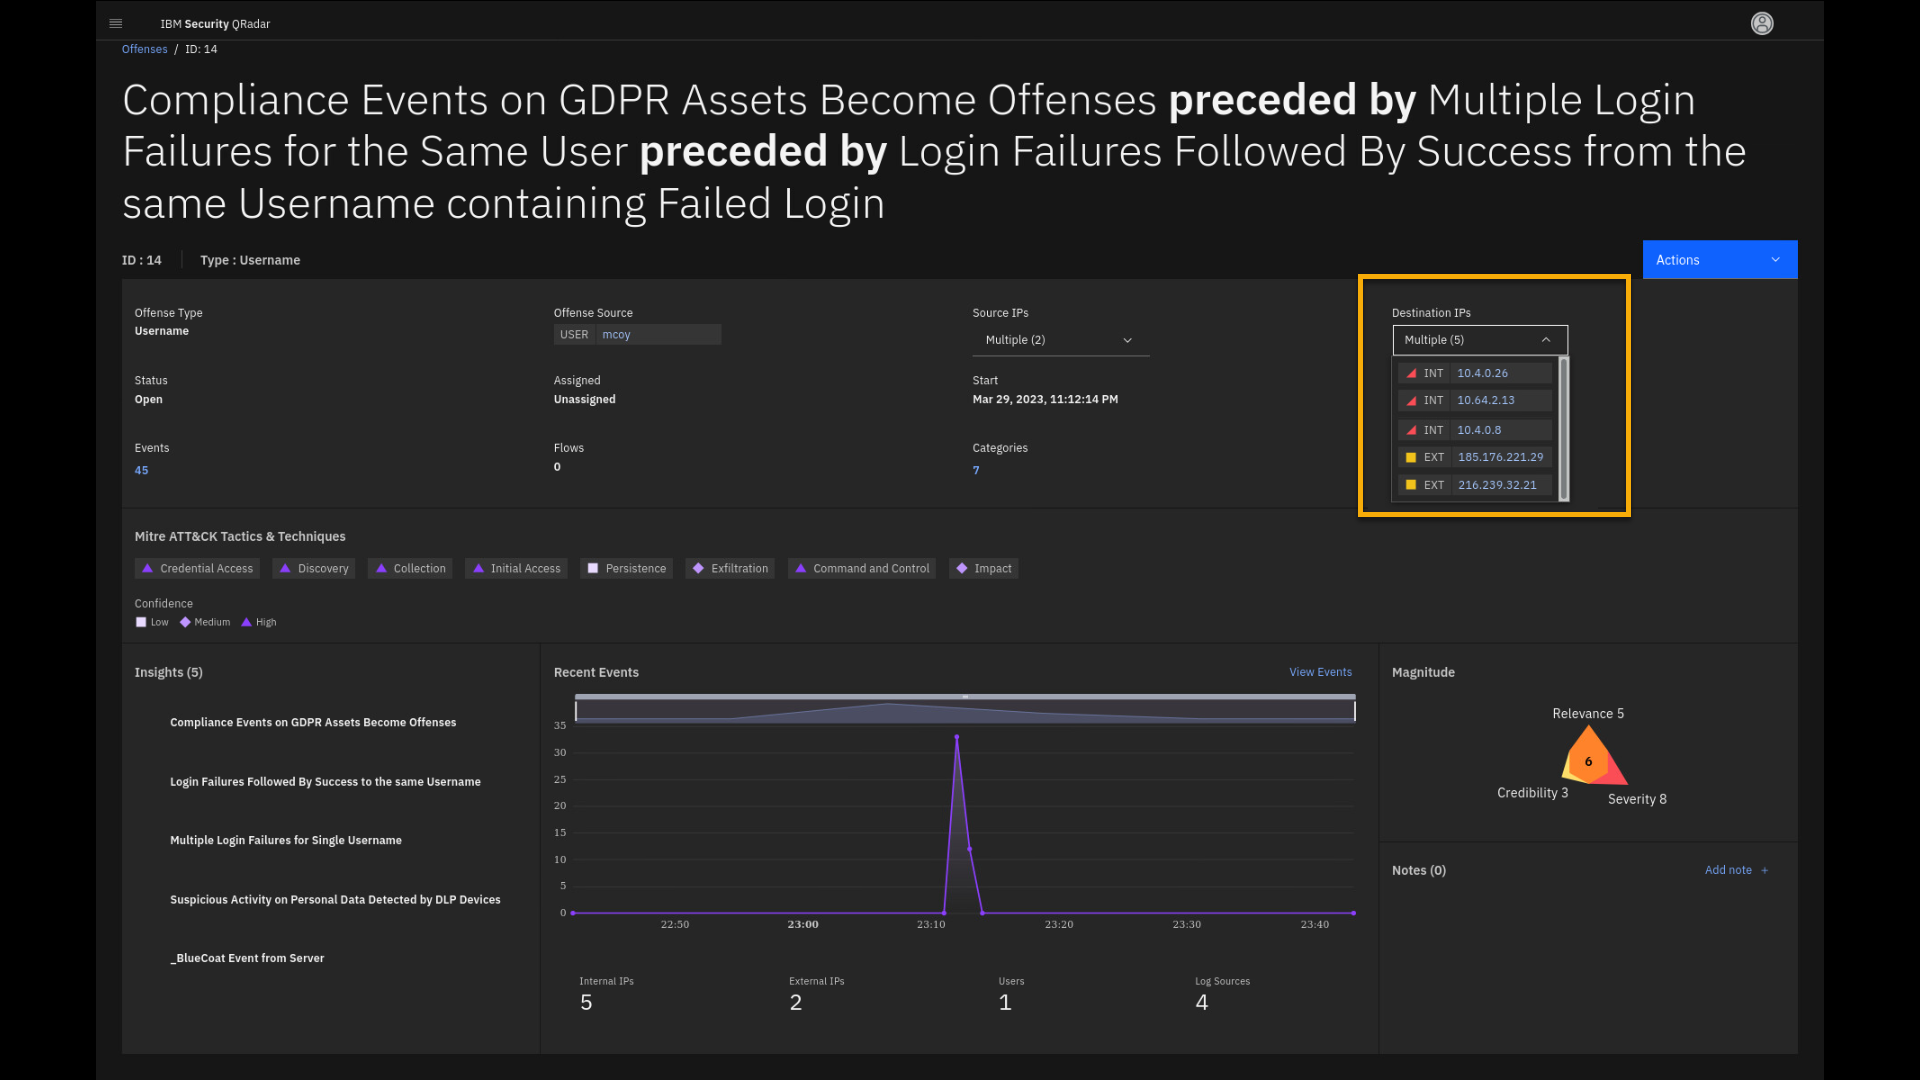 IBM Security QRadar
Offenses / ID: 14
Compliance Events on GDPR Assets Become Offenses preceded by Multiple Login
Failures for the Same User preceded by Login Failures Followed By Success from the
same Username containing Failed Login
ID : 14 Type : Username
Actions
Offense Type
Username
Offense Source
USER mcoy
Source IPs
Multiple (2)
Destination IPs
Multiple (5)
INT 10.4.0.26
INT 10.64.2.13
INT 10.4.0.8
EXT 185.176.221.29
EXT 216.239.32.21
Status
Open
Assigned
Unassigned
Start
Mar 29, 2023, 11:12:14 PM
Events
45
Flows
0
Categories
7
Mitre ATT&CK Tactics & Techniques
Credential Access Discovery Collection Initial Access Persistence Exfiltration Command and Control Impact
Confidence
Low Medium High
Insights (5)
Compliance Events on GDPR Assets Become Offenses
Login Failures Followed By Success to the same Username
Multiple Login Failures for Single Username
Suspicious Activity on Personal Data Detected by DLP Devices
_BlueCoat Event from Server
Recent Events
View Events
35
30
25
20
15
10
5
0
22:50 23:00 23:10 23:20 23:30 23:40
Internal IPs
5
External IPs
2
Users
1
Log Sources
4
Magnitude
Relevance 5
6
Credibility 3
Severity 8
Notes (0)
Add note +